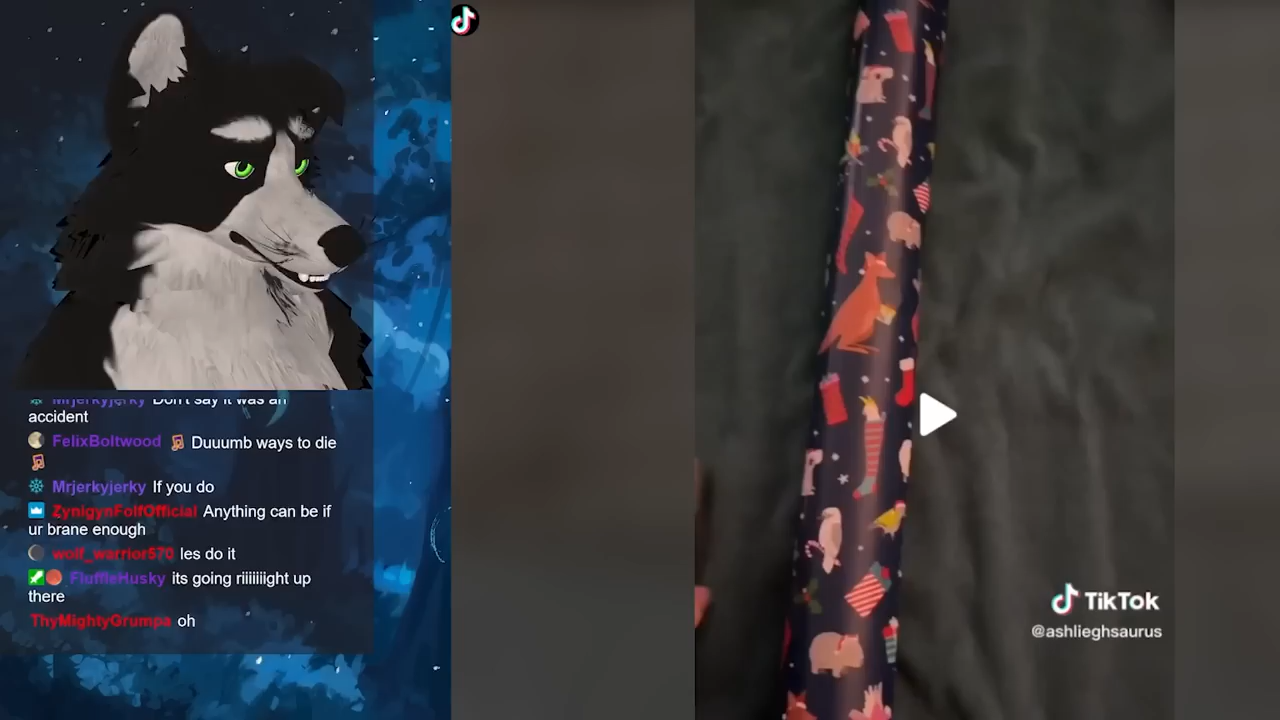 Mrjerkyjerky Don't say it was an
accident
FelixBoltwood Duuumb ways to die
Mrjerkyjerky If you do
ZynigynFolfOfficial Anything can be if
ur brane enough
wolf_warrior570 les do it
FluffleHusky its going riiiiiiight up
there
ThyMightyGrumpa oh
TikTok
@ashlieghsaurus